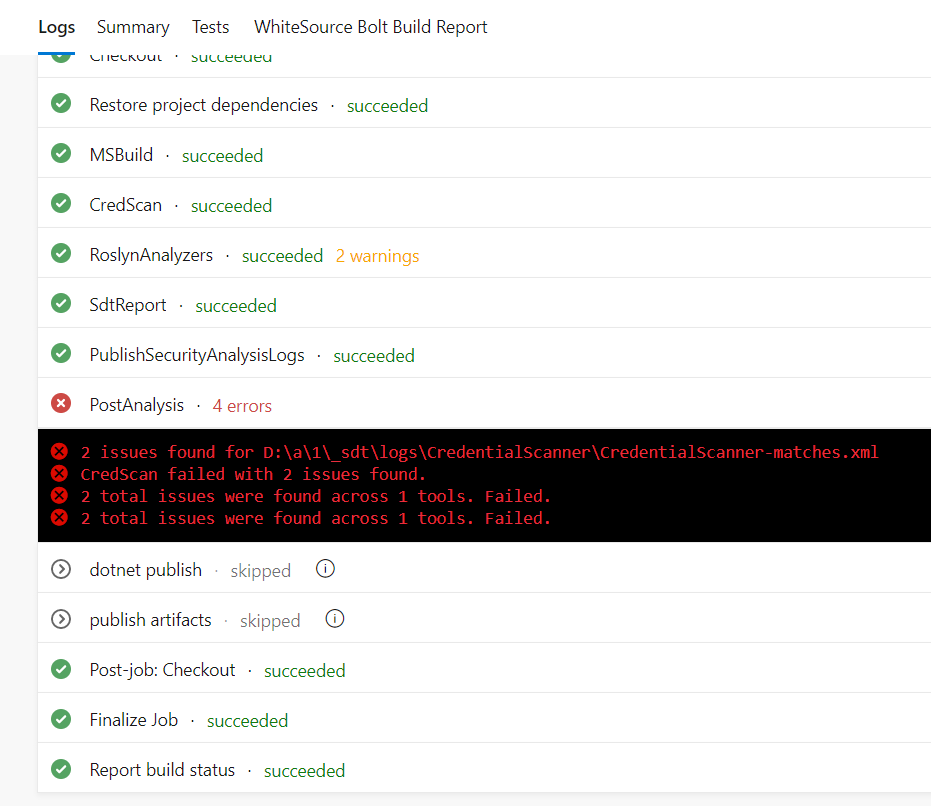 Logs Summary Tests WhiteSource Bolt Build Report
Checkout · succeeded
Restore project dependencies · succeeded
MSBuild · succeeded
CredScan · succeeded
RoslynAnalyzers · succeeded 2 warnings
SdtReport · succeeded
PublishSecurityAnalysisLogs · succeeded
PostAnalysis · 4 errors
2 issues found for D:\a\1\_sdt\logs\CredentialScanner\CredentialScanner-matches.xml
CredScan failed with 2 issues found.
2 total issues were found across 1 tools. Failed.
2 total issues were found across 1 tools. Failed.
dotnet publish · skipped
publish artifacts · skipped
Post-job: Checkout · succeeded
Finalize Job · succeeded
Report build status · succeeded